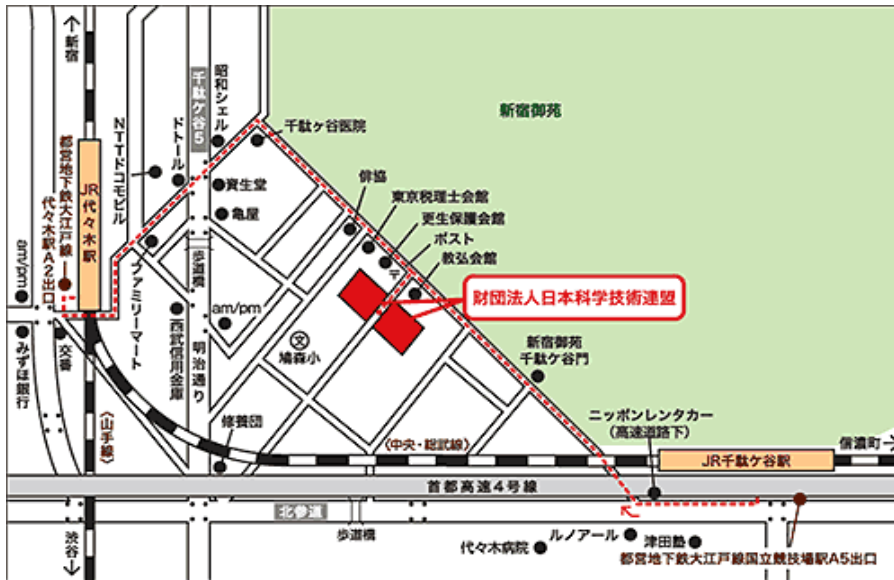 新宿
NTTドコモビル
ドトール
千駄ケ谷5
昭和シェル
千駄ケ谷医院
新宿御苑
都営地下鉄大江戸線
代々木駅A2出口
JR代々木駅
資生堂
亀屋
俳協
東京税理士会館
更生保護会館
ポスト
〒
教弘会館
am/pm
ファミリーマート
歩道橋
am/pm
財団法人日本科学技術連盟
みずほ銀行
交番
西武信用金庫
明治通り
文
鳩森小
新宿御苑
千駄ケ谷門
修養団
〈山手線〉
〈中央・総武線〉
ニッポンレンタカー
(高速道路下)
信濃町
JR千駄ケ谷駅
首都高速4号線
北参道
歩道橋
渋谷
代々木病院
ルノアール
津田塾
都営地下鉄大江戸線国立競技場駅A5出口